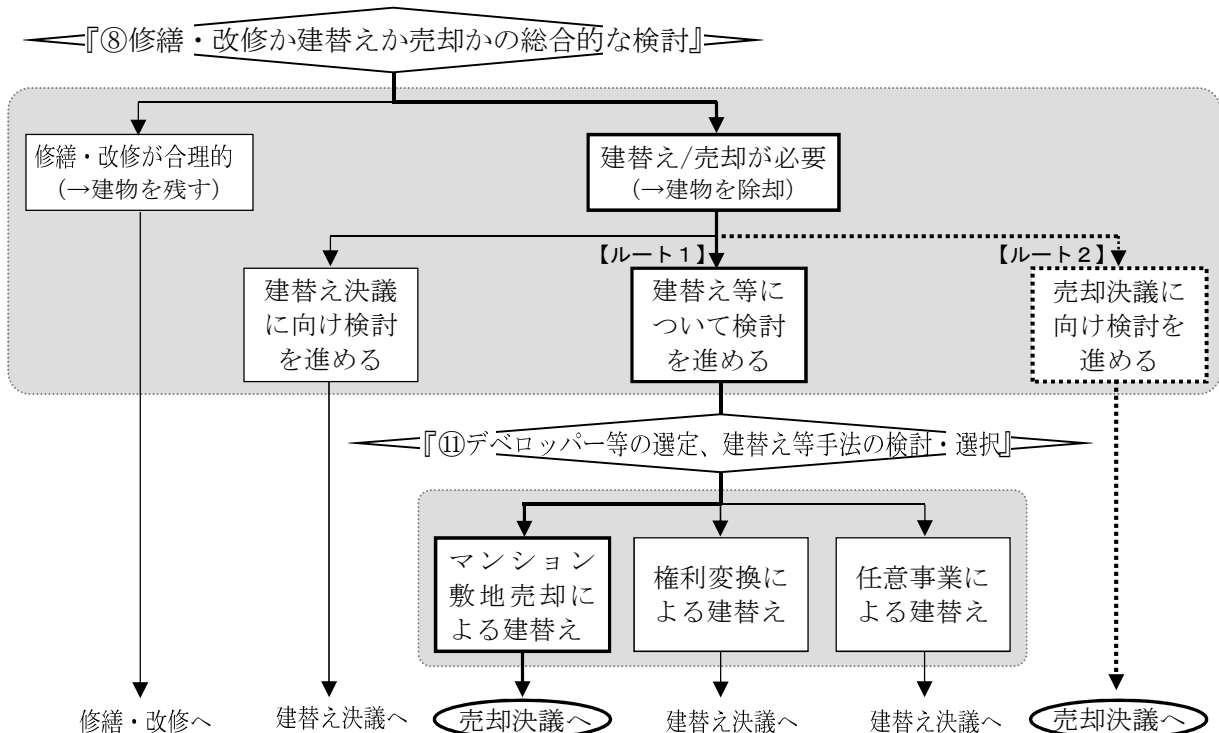 『⑧修繕・改修か建替えか売却かの総合的な検討』
修繕・改修が合理的
（→建物を残す）
建替え/売却が必要
（→建物を除却）
【ルート１】
【ルート２】
建替え決議
に向け検討
を進める
建替え等に
ついて検討
を進める
売却決議に
向け検討を
進める
『⑪デベロッパー等の選定、建替え等手法の検討・選択』
マンション
敷地売却に
よる建替え
権利変換に
よる建替え
任意事業に
よる建替え
修繕・改修へ
建替え決議へ
売却決議へ
建替え決議へ
建替え決議へ
売却決議へ